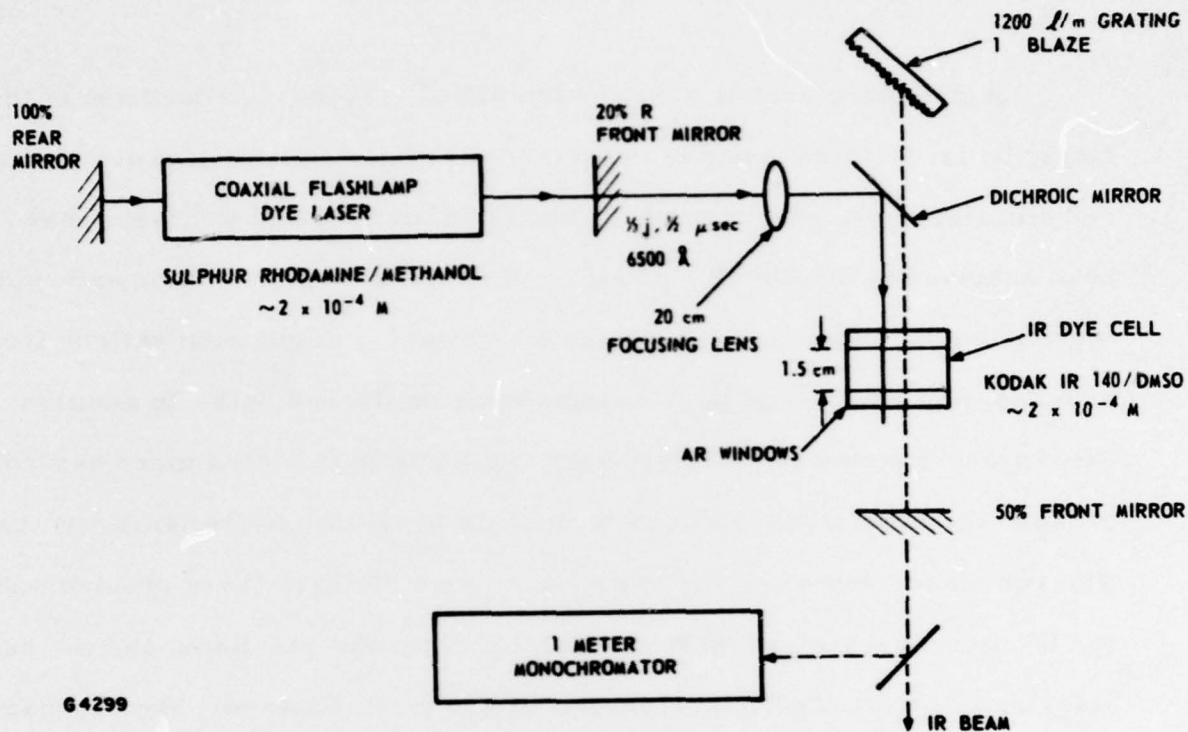 1200 ℓ/m GRATING
1 BLAZE
100%
REAR
MIRROR
20% R
FRONT MIRROR
COAXIAL FLASHLAMP
DYE LASER
DICHROIC MIRROR
½ j, ½ μsec
6500 Å
SULPHUR RHODAMINE/METHANOL
~2 x 10⁻⁴ M
20 cm
FOCUSING LENS
IR DYE CELL
1.5 cm
KODAK IR 140/DMSO
~2 x 10⁻⁴ M
AR WINDOWS
50% FRONT MIRROR
1 METER
MONOCHROMATOR
G4299
IR BEAM